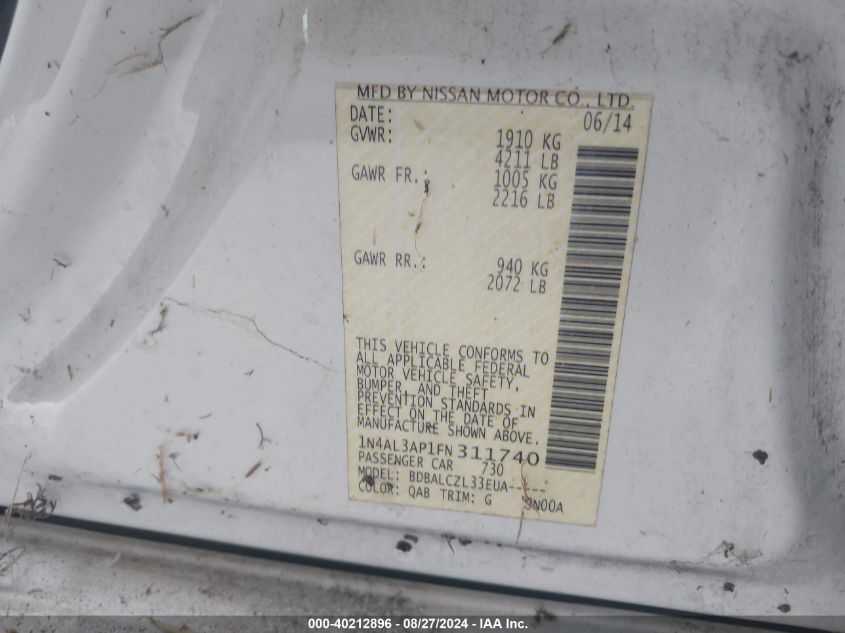 MFD BY NISSAN MOTOR CO., LTD.
DATE: 06/14
GVWR: 1910 KG
4211 LB
GAWR FR.: 1005 KG
2216 LB
GAWR RR.: 940 KG
2072 LB
THIS VEHICLE CONFORMS TO
ALL APPLICABLE FEDERAL
MOTOR VEHICLE SAFETY,
BUMPER, AND THEFT
PREVENTION STANDARDS IN
EFFECT ON THE DATE OF
MANUFACTURE SHOWN ABOVE.
1N4AL3AP1FN311740
PASSENGER CAR 730
MODEL: BDBALCZL33EUA-----
COLOR: QAB TRIM: G
000-40212896 - 08/27/2024 - IAA Inc.